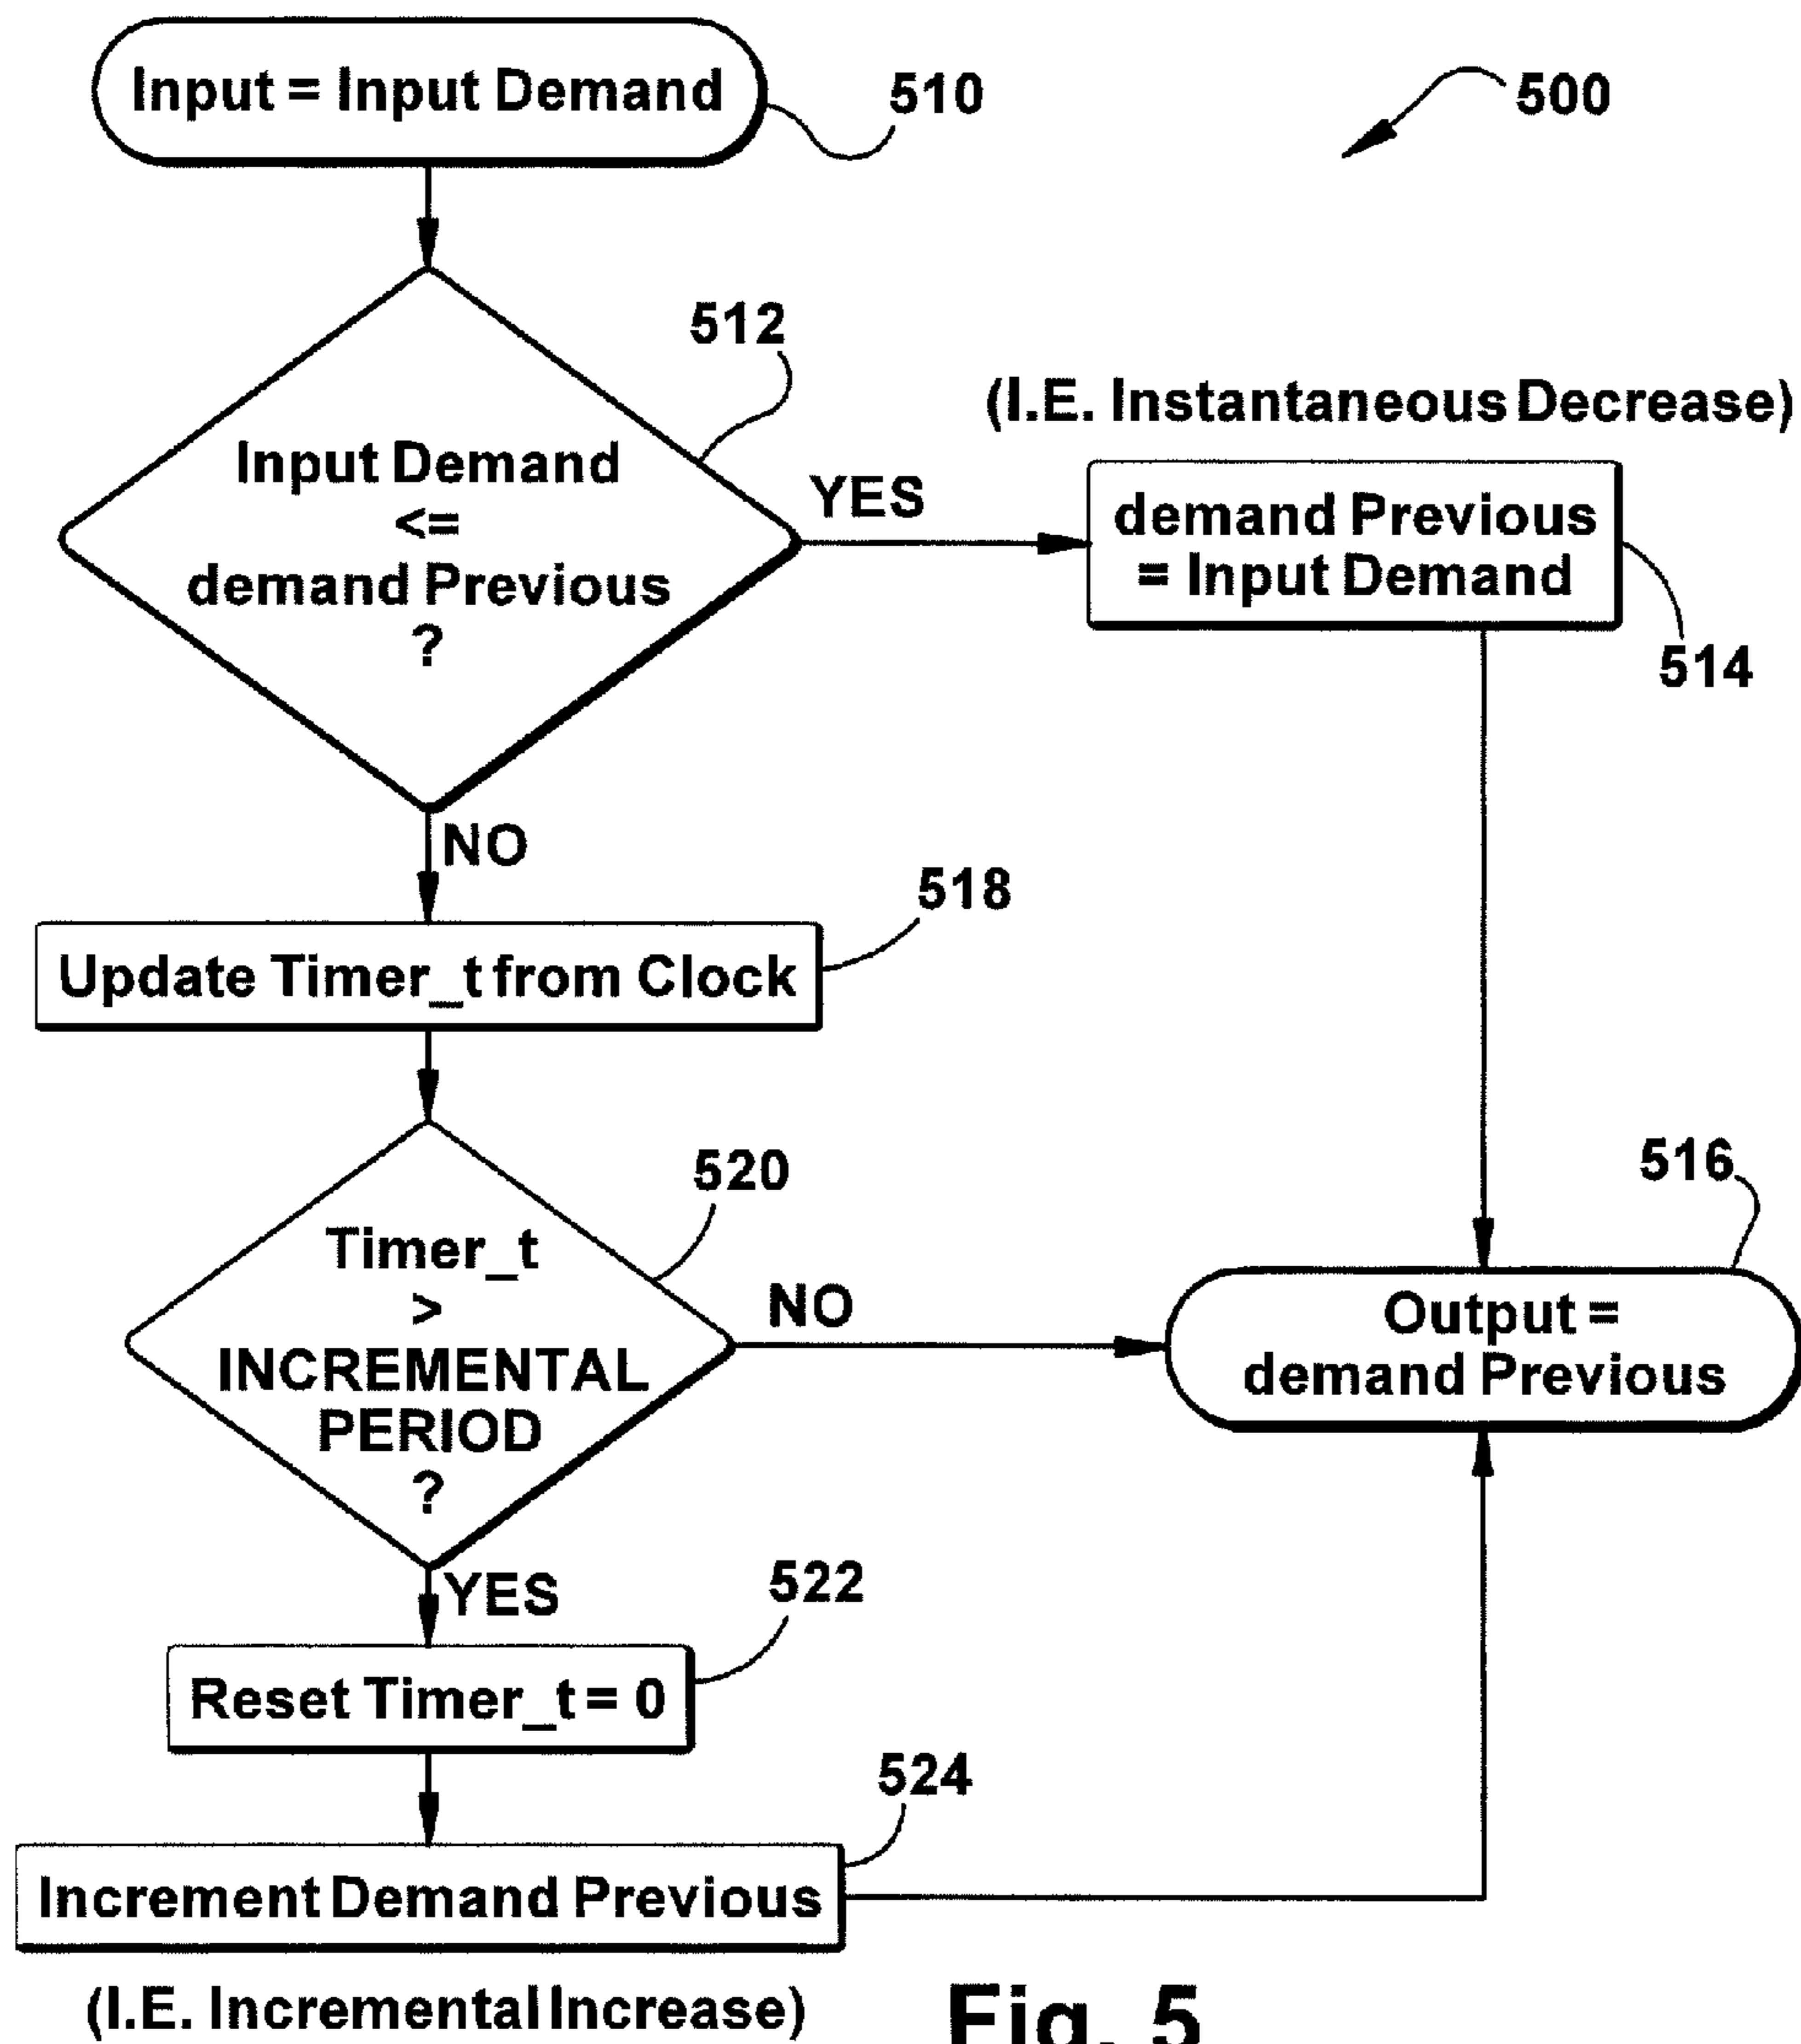 Input = Input Demand
510
500
512
Input Demand
<=
demand Previous
?
YES
(I.E. Instantaneous Decrease)
demand Previous
= Input Demand
514
NO
518
Update Timer_t from Clock
520
Timer_t
>
INCREMENTAL
PERIOD
?
NO
516
Output =
demand Previous
YES
522
Reset Timer_t = 0
524
Increment Demand Previous
(I.E. Incremental Increase)
Fig. 5